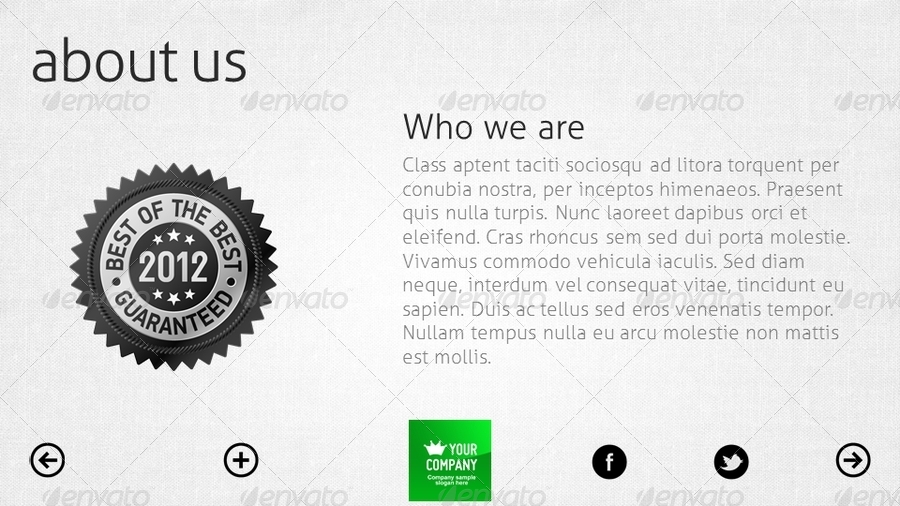 about us
Who we are
Class aptent taciti sociosqu ad litora torquent per
conubia nostra, per inceptos himenaeos. Praesent
quis nulla turpis. Nunc laoreet dapibus orci et
eleifend. Cras rhoncus sem sed dui porta molestie.
Vivamus commodo vehicula iaculis. Sed diam
neque, interdum vel consequat vitae, tincidunt eu
sapien. Duis ac tellus sed eros venenatis tempor.
Nullam tempus nulla eu arcu molestie non mattis
est mollis.
BEST OF THE BEST
2012
GUARANTEED
YOUR
COMPANY
Company sample
slogan here
f
envato envato envato envato envato
envato envato envato envato envato
envato envato envato envato envato